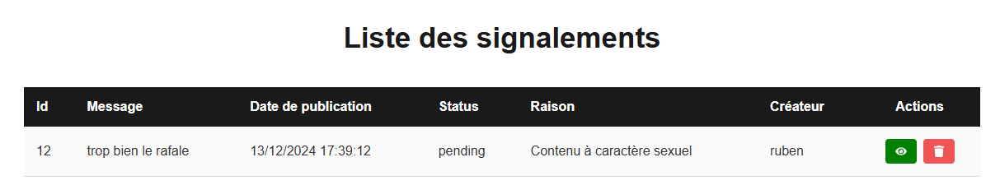 Liste des signalements
Id Message Date de publication Status Raison Créateur Actions
12 trop bien le rafale 13/12/2024 17:39:12 pending Contenu à caractère sexuel ruben